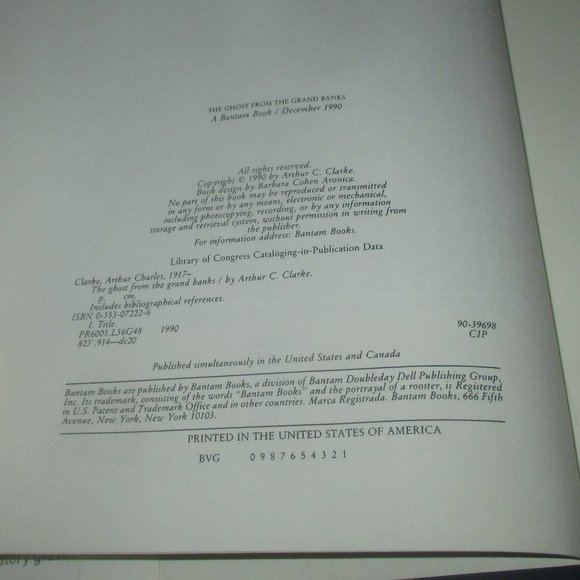 THE GHOST FROM THE GRAND BANKS
A Bantam Book / December 1990
All rights reserved.
Copyright © 1990 by Arthur C. Clarke.
Book design by Barbara Cohen Aronica.
No part of this book may be reproduced or transmitted
in any form or by any means, electronic or mechanical,
including photocopying, recording, or by any information
storage and retrieval system, without permission in writing from
the publisher.
For information address: Bantam Books.
Library of Congress Cataloging-in-Publication Data
Clarke, Arthur Charles, 1917–
The ghost from the grand banks / by Arthur C. Clarke.
p. cm.
Includes bibliographical references.
ISBN 0-553-07222-6
I. Title.
PR6005.L36G48 1990 90-39698
823'.914—dc20 CIP
Published simultaneously in the United States and Canada
Bantam Books are published by Bantam Books, a division of Bantam Doubleday Dell Publishing Group,
Inc. Its trademark, consisting of the words "Bantam Books" and the portrayal of a rooster, is Registered
in U.S. Patent and Trademark Office and in other countries. Marca Registrada. Bantam Books, 666 Fifth
Avenue, New York, New York 10103.
PRINTED IN THE UNITED STATES OF AMERICA
BVG 0 9 8 7 6 5 4 3 2 1